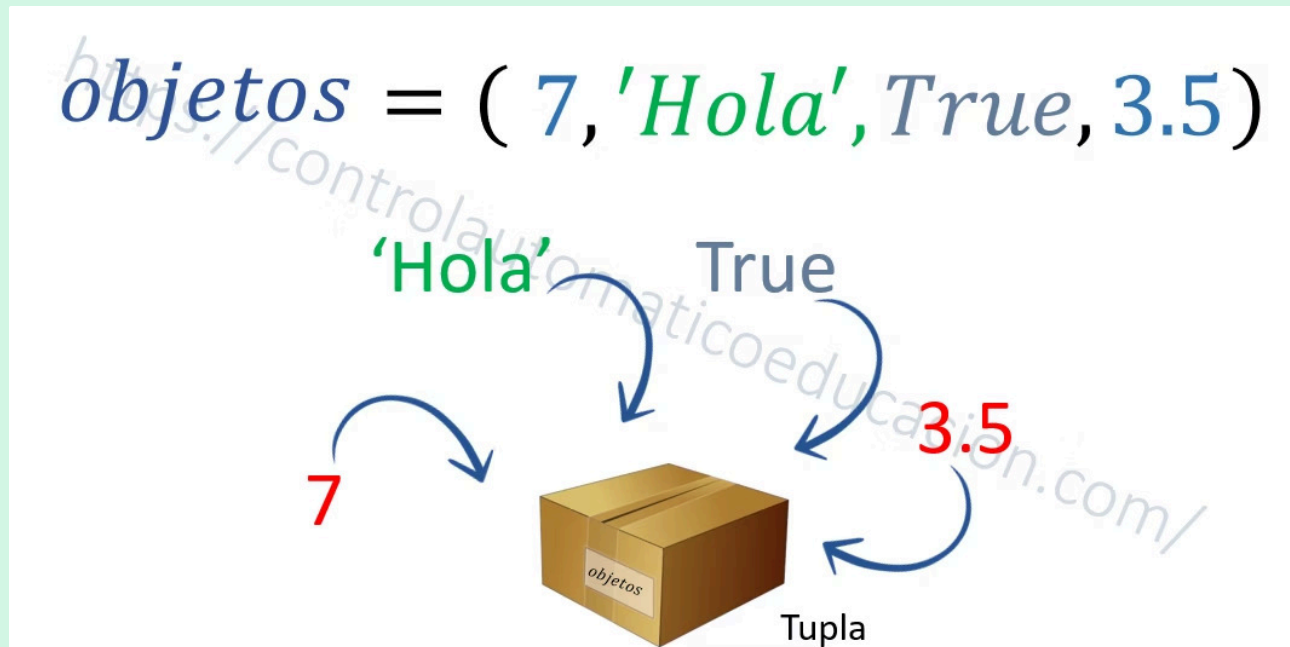 objetos = ( 7, 'Hola', True, 3.5)
https://controlautomaticoeducacion.com/
‘Hola’ True
3.5
7
objetos
Tupla